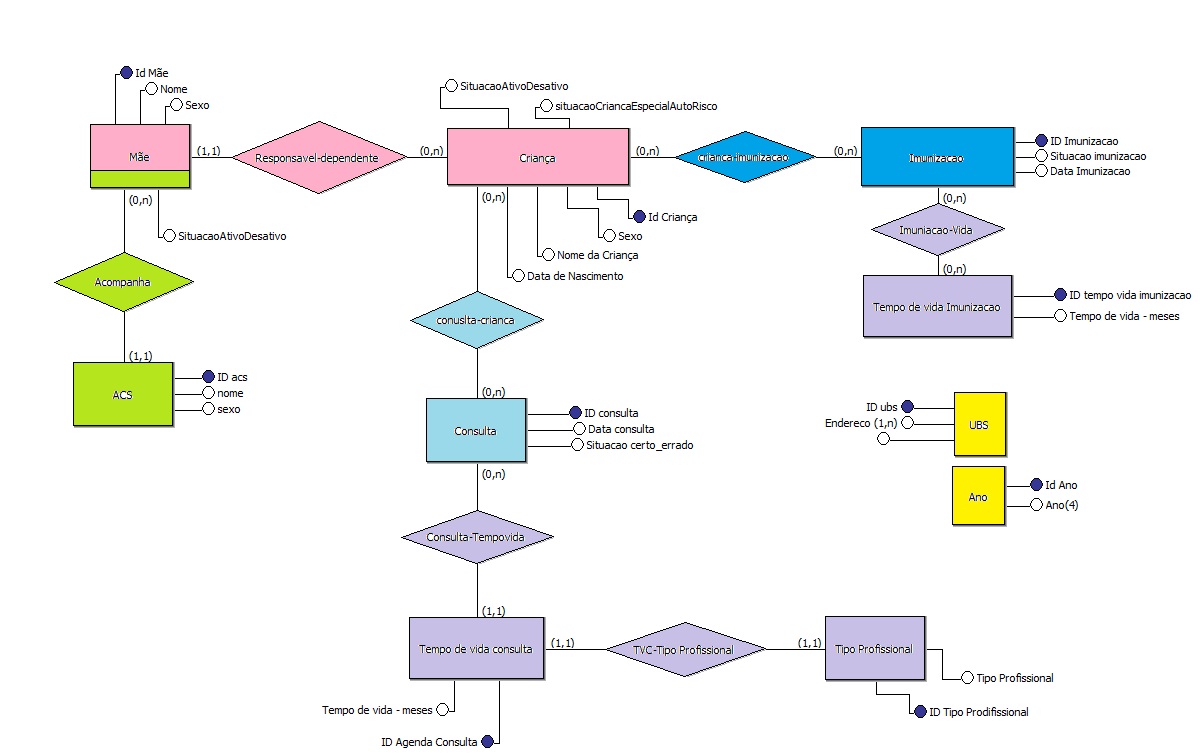 Id Mãe
Nome
Sexo
Mãe
(1,1)
Responsavel-dependente
(0,n)
SituacaoAtivoDesativo
situacaoCriancaEspecialAutoRisco
Criança
(0,n)
crianca-Imunizacao
(0,n)
Imunizacao
ID Imunizacao
Situacao imunizacao
Data Imunizacao
(0,n)
SituacaoAtivoDesativo
Acompanha
(1,1)
ACS
ID acs
nome
sexo
(0,n)
Id Criança
Sexo
Nome da Criança
Data de Nascimento
conuslta-crianca
(0,n)
Consulta
ID consulta
Data consulta
Situacao certo_errado
(0,n)
Consulta-Tempovida
(1,1)
Tempo de vida consulta
Tempo de vida - meses
ID Agenda Consulta
(1,1)
TVC-Tipo Profissional
(1,1)
Tipo Profissional
Tipo Profissional
ID Tipo Prodifissional
(0,n)
Imuniacao-Vida
(0,n)
Tempo de vida Imunizacao
ID tempo vida imunizacao
Tempo de vida - meses
ID ubs
Endereco (1,n)
UBS
Ano
Id Ano
Ano(4)